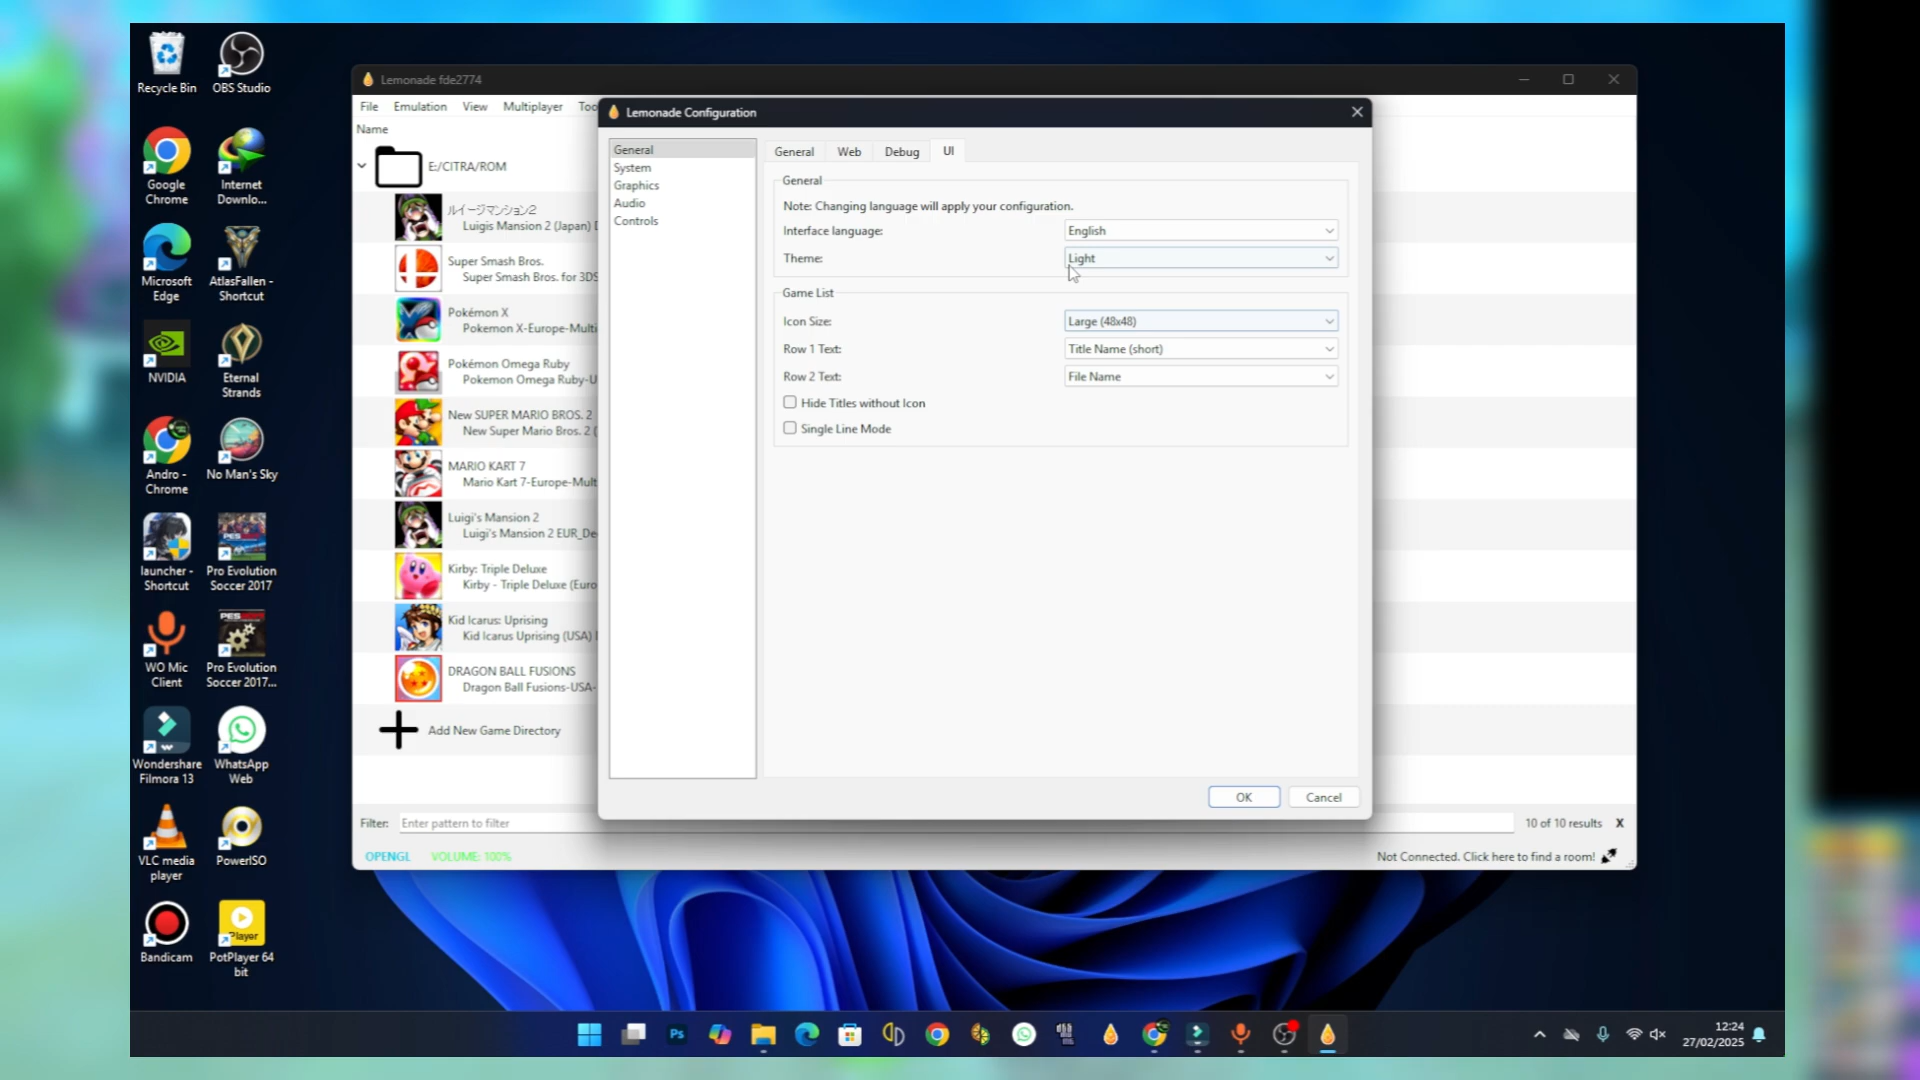 Recycle Bin
OBS Studio
Google
Chrome
Internet
Downlo...
Microsoft
Edge
AtlasFallen -
Shortcut
NVIDIA
Eternal
Strands
Andro -
Chrome
No Man's Sky
launcher -
Shortcut
PES
Pro Evolution
Soccer 2017
WO Mic
Client
Pro Evolution
Soccer 2017...
Wondershare
Filmora 13
WhatsApp
Web
VLC media
player
PowerISO
Bandicam
Player
PotPlayer 64
bit
Lemonade fde2774
File Emulation View Multiplayer Too
Name
E:/CITRA/ROM
ルイージマンション2
Luigis Mansion 2 (Japan)
Super Smash Bros.
Super Smash Bros. for 3DS
Pokémon X
Pokemon X-Europe-Multi
Pokémon Omega Ruby
Pokemon Omega Ruby-U
New SUPER MARIO BROS. 2
New Super Mario Bros. 2 (
MARIO KART 7
Mario Kart 7-Europe-Mult
Luigi's Mansion 2
Luigi's Mansion 2 EUR_De
Kirby: Triple Deluxe
Kirby - Triple Deluxe (Euro
Kid Icarus: Uprising
Kid Icarus Uprising (USA)
DRAGON BALL FUSIONS
Dragon Ball Fusions-USA-
Add New Game Directory
Filter: Enter pattern to filter
10 of 10 results X
OPENGL VOLUME: 100%
Not Connected. Click here to find a room!
Lemonade Configuration
General
System
Graphics
Audio
Controls
General Web Debug UI
General
Note: Changing language will apply your configuration.
Interface language: English
Theme: Light
Game List
Icon Size: Large (48x48)
Row 1 Text: Title Name (short)
Row 2 Text: File Name
Hide Titles without Icon
Single Line Mode
OK Cancel
Ps
12:24
27/02/2025